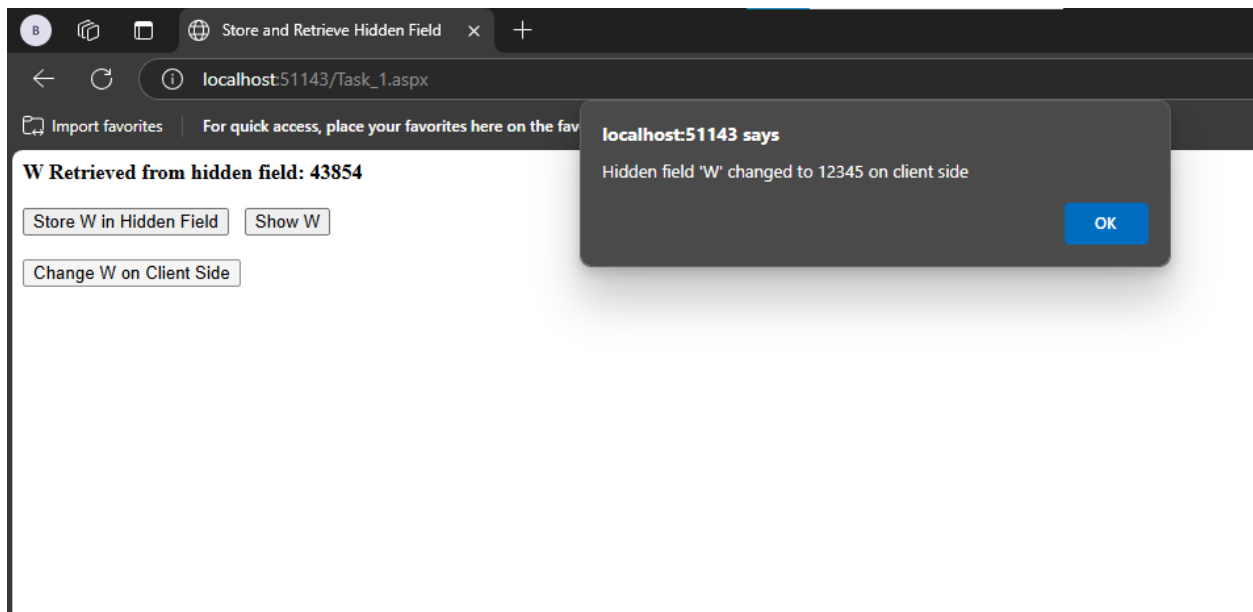 B
Store and Retrieve Hidden Field
localhost:51143/Task_1.aspx
Import favorites
For quick access, place your favorites here on the fav
localhost:51143 says
Hidden field 'W' changed to 12345 on client side
OK
W Retrieved from hidden field: 43854
Store W in Hidden Field Show W
Change W on Client Side